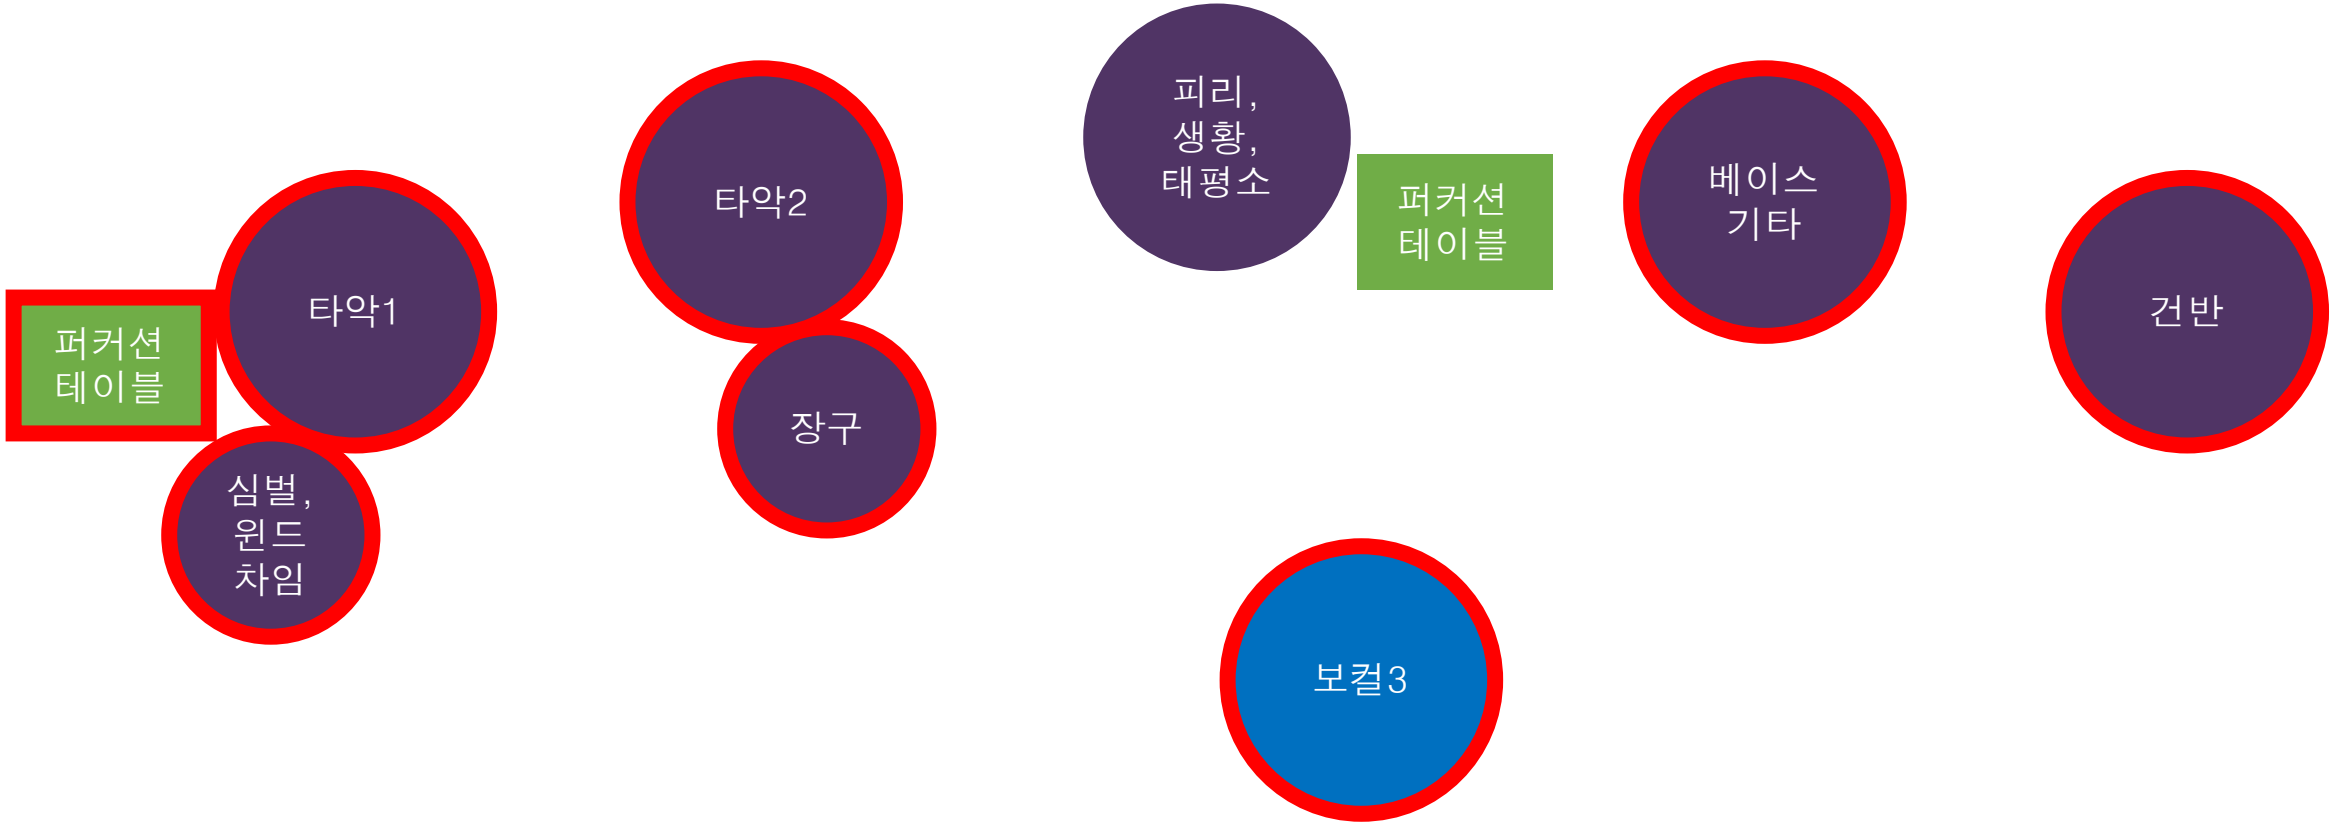 피리,
생황,
태평소
퍼커션
테이블
베이스
기타
타악2
타악1
건반
퍼커션
테이블
장구
심벌,
윈드
차임
보컬3